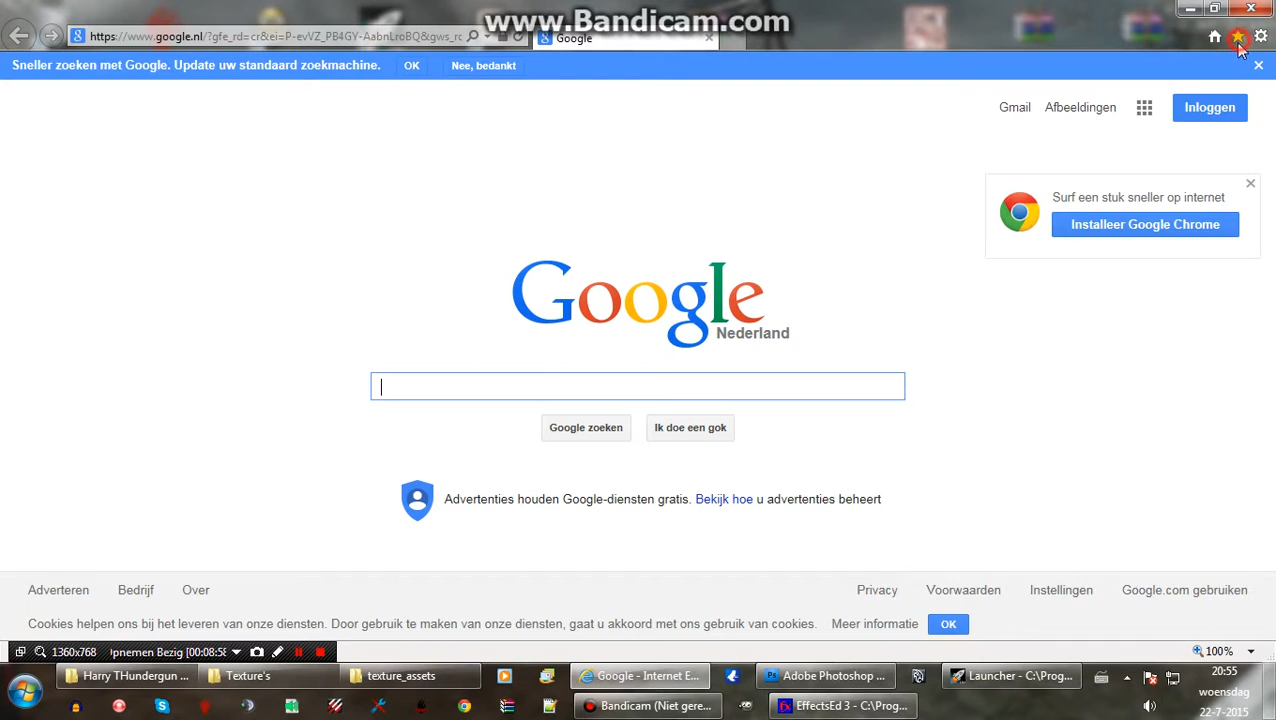 www.Bandicam.com
https://www.google.nl/?gfe_rd=cr&ei=P-evVZ_PB4GY-AabnLroBQ&gws_rc
Google
Sneller zoeken met Google. Update uw standaard zoekmachine.
OK
Nee, bedankt
Gmail
Afbeeldingen
Inloggen
Surf een stuk sneller op internet
Installeer Google Chrome
Google
Nederland
Google zoeken
Ik doe een gok
Advertenties houden Google-diensten gratis. Bekijk hoe u advertenties beheert
Adverteren
Bedrijf
Over
Privacy
Voorwaarden
Instellingen
Google.com gebruiken
Cookies helpen ons bij het leveren van onze diensten. Door gebruik te maken van onze diensten, gaat u akkoord met ons gebruik van cookies.
Meer informatie
OK
1360x768
pnemen Bezig [00:08:58
100%
Harry THundergun ...
Texture's
texture_assets
Google - Internet E...
Adobe Photoshop ...
Launcher - C:\Prog...
20:55
Bandicam (Niet gere...
EffectsEd 3 - C:\Prog...
woensdag
22-7-2015